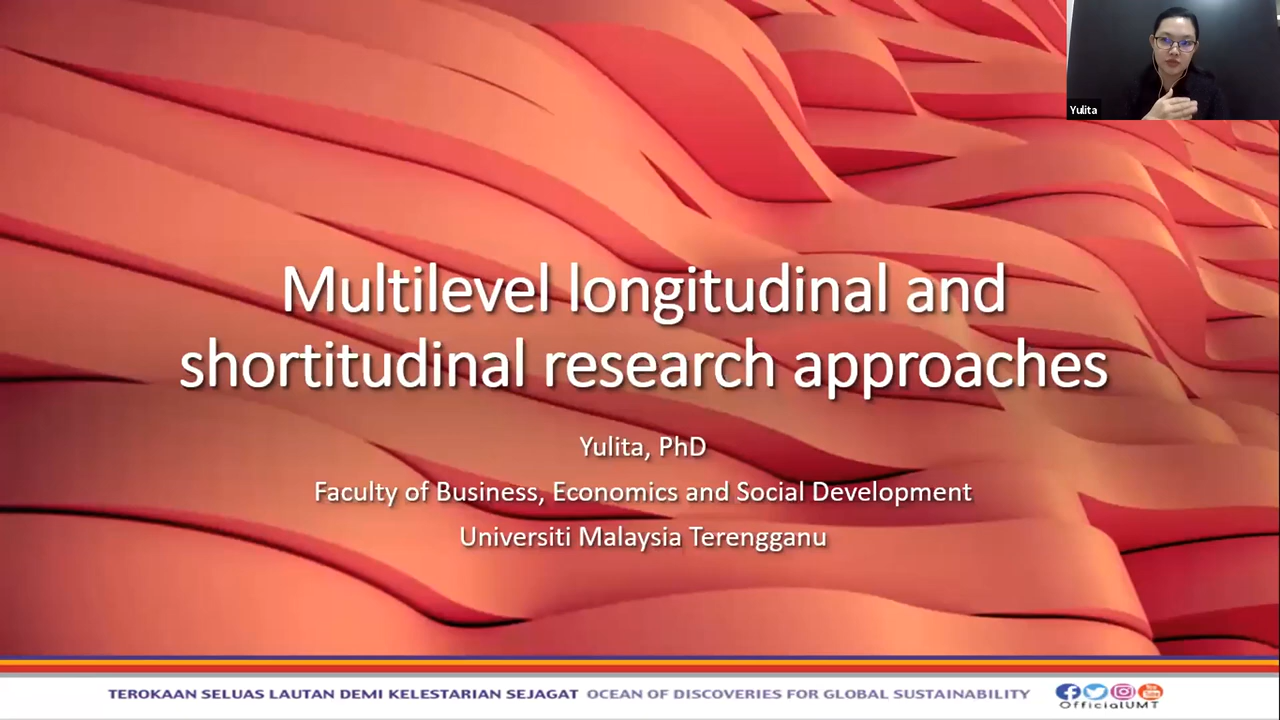 Yulita
Multilevel longitudinal and
shortitudinal research approaches
Yulita, PhD
Faculty of Business, Economics and Social Development
Universiti Malaysia Terengganu
TEROKAAN SELUAS LAUTAN DEMI KELESTARIAN SEJAGAT OCEAN OF DISCOVERIES FOR GLOBAL SUSTAINABILITY
OfficialUMT